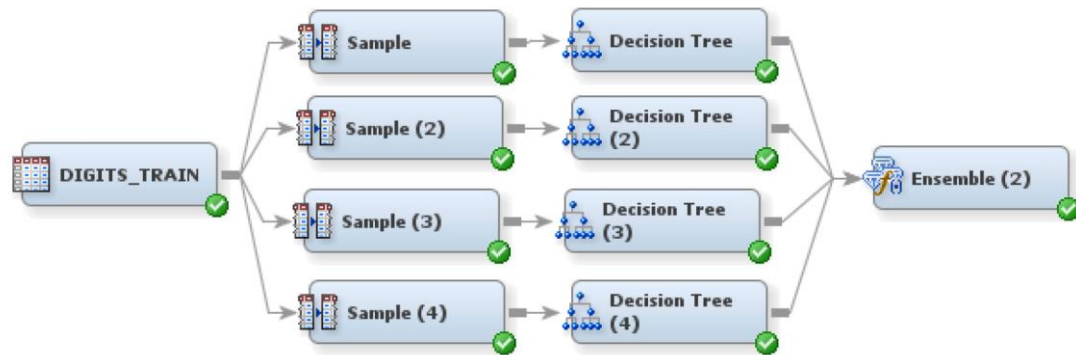 Sample
Decision Tree
Sample (2)
Decision Tree
(2)
DIGITS_TRAIN
Ensemble (2)
Sample (3)
Decision Tree
(3)
Sample (4)
Decision Tree
(4)